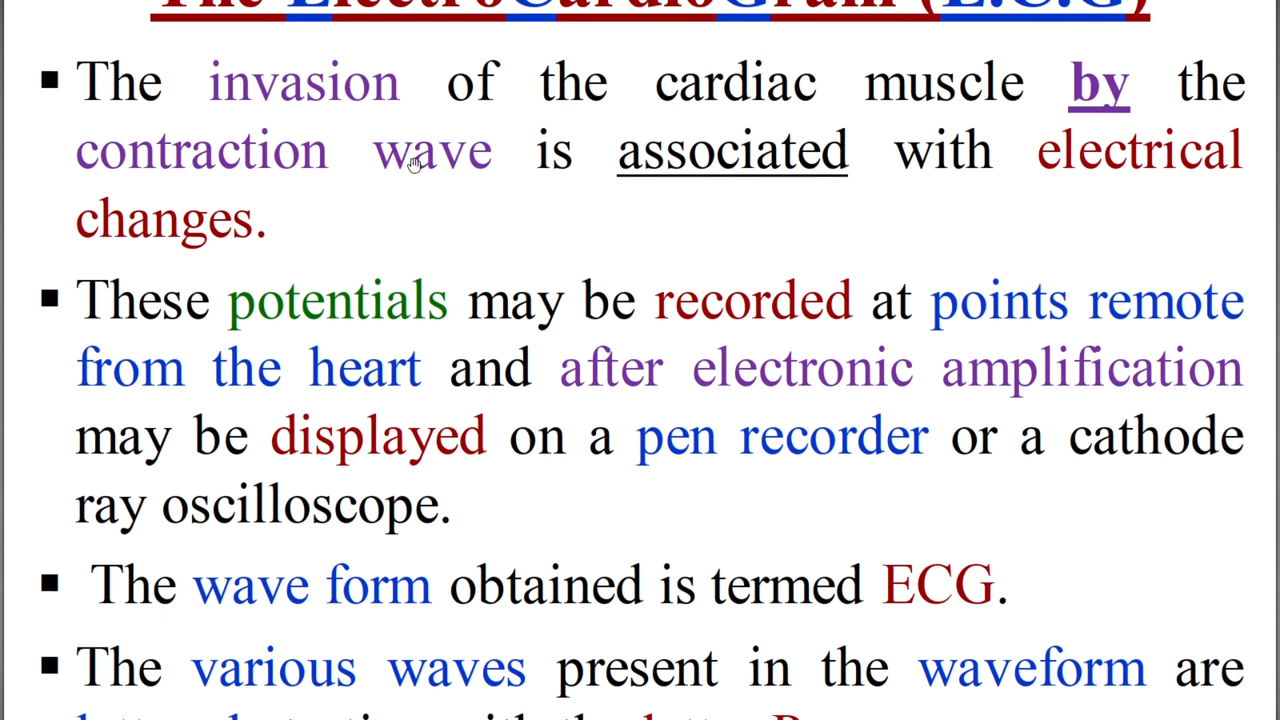 The ElectroCardioGram (E.C.G)
▪ The invasion of the cardiac muscle by the
contraction wave is associated with electrical
changes.
▪ These potentials may be recorded at points remote
from the heart and after electronic amplification
may be displayed on a pen recorder or a cathode
ray oscilloscope.
▪ The wave form obtained is termed ECG.
▪ The various waves present in the waveform are